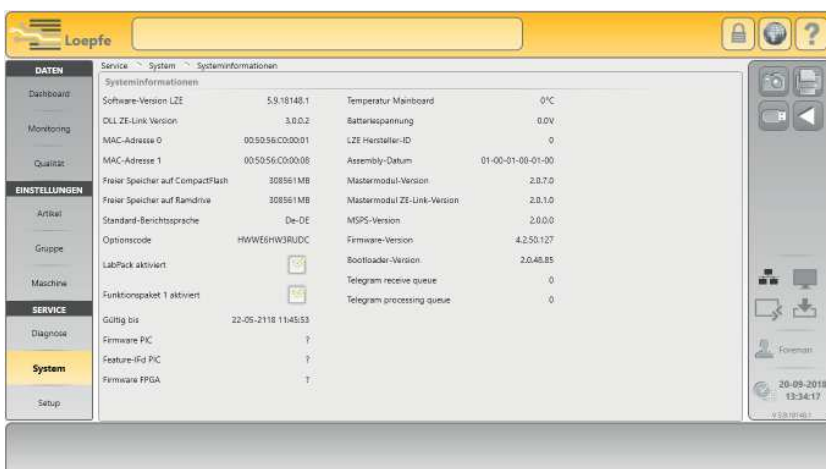 Loepfe
?
DATEN
Dashboard
Monitoring
Qualität
EINSTELLUNGEN
Artikel
Gruppe
Maschine
SERVICE
Diagnose
System
Setup
Service System Systeminformationen
Systeminformationen
Software-Version LZE 5.9.18148.1
DLL ZE-Link Version 3.0.0.2
MAC-Adresse 0 00:50:56:C0:00:01
MAC-Adresse 1 00:50:56:C0:00:08
Freier Speicher auf CompactFlash 308561MB
Freier Speicher auf Ramdrive 308561MB
Standard-Berichtssprache De-DE
Optionscode HWWE6HW3RUDC
LabPack aktiviert
Funktionspaket 1 aktiviert
Gültig bis 22-05-2118 11:45:53
Firmware PIC ?
Feature-IFd PIC ?
Firmware FPGA ?
Temperatur Mainboard 0°C
Batteriespannung 0.0V
LZE Hersteller-ID 0
Assembly-Datum 01-00-01-00-01-00
Mastermodul-Version 2.0.7.0
Mastermodul ZE-Link-Version 2.0.1.0
MSPS-Version 2.0.0.0
Firmware-Version 4.2.50.127
Bootloader-Version 2.0.48.85
Telegram receive queue 0
Telegram processing queue 0
Foreman
20-09-2018
13:34:17
V 5.9.18148.1